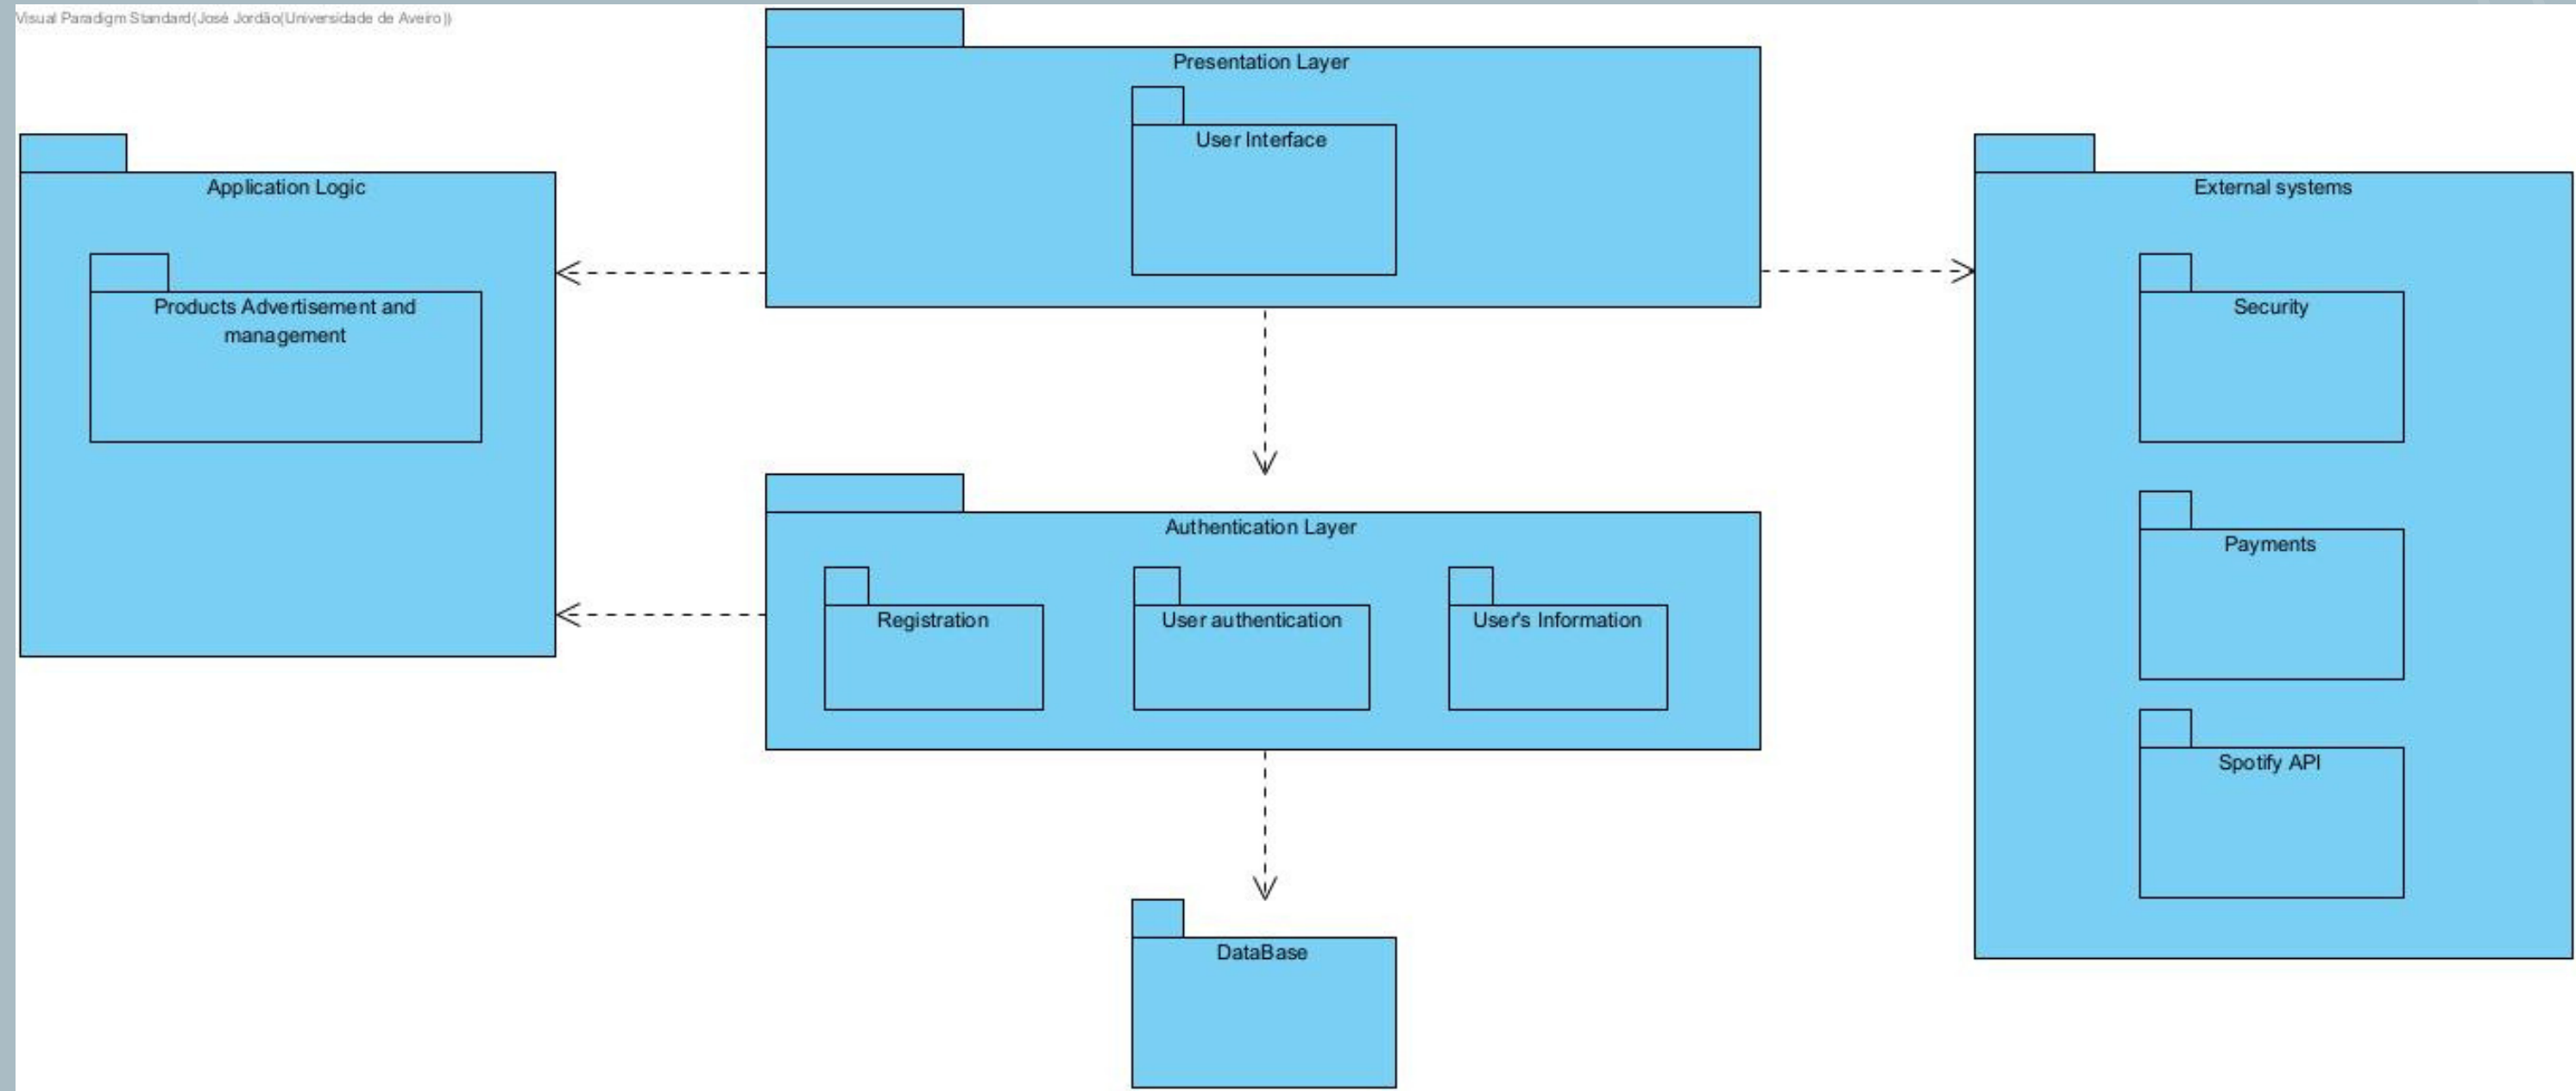 Visual Paradigm Standard(José Jordão(Universidade de Aveiro))
Presentation Layer
User Interface
Application Logic
Products Advertisement and
management
External systems
Security
Payments
Spotify API
Authentication Layer
Registration
User authentication
User's Information
DataBase